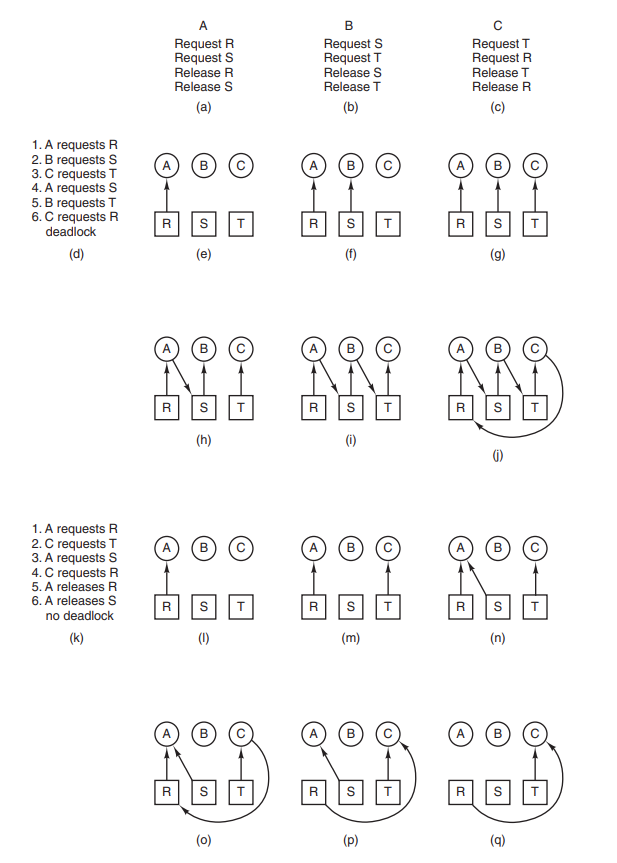 A B C
Request R Request S Request T
Request S Request T Request R
Release R Release S Release T
Release S Release T Release R
(a) (b) (c)
1. A requests R
2. B requests S
3. C requests T
4. A requests S
5. B requests T
6. C requests R
deadlock
(d)
A B C A B C A B C
R S T R S T R S T
(e) (f) (g)
A B C A B C A B C
R S T R S T R S T
(h) (i) (j)
1. A requests R
2. C requests T
3. A requests S
4. C requests R
5. A releases R
6. A releases S
no deadlock
(k)
A B C A B C A B C
R S T R S T R S T
(l) (m) (n)
A B C A B C A B C
R S T R S T R S T
(o) (p) (q)